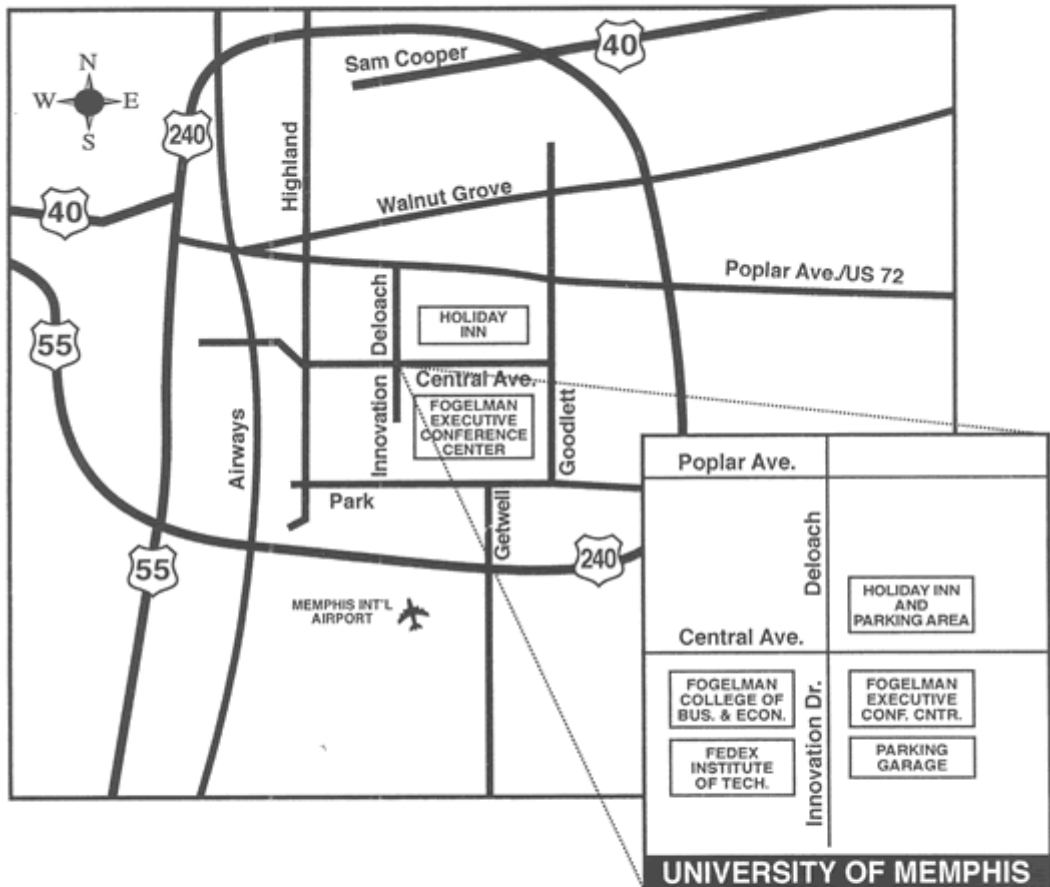 N
W E
S
240
40
55
55
40
240
Sam Cooper
Highland
Walnut Grove
Poplar Ave./US 72
Deloach
HOLIDAY
INN
Central Ave.
Innovation
FOGELMAN
EXECUTIVE
CONFERENCE
CENTER
Goodlett
Airways
Park
Getwell
MEMPHIS INT'L
AIRPORT
Poplar Ave.
Deloach
HOLIDAY INN
AND
PARKING AREA
Central Ave.
FOGELMAN
COLLEGE OF
BUS. & ECON.
Innovation Dr.
FOGELMAN
EXECUTIVE
CONF. CNTR.
FEDEX
INSTITUTE
OF TECH.
PARKING
GARAGE
UNIVERSITY OF MEMPHIS